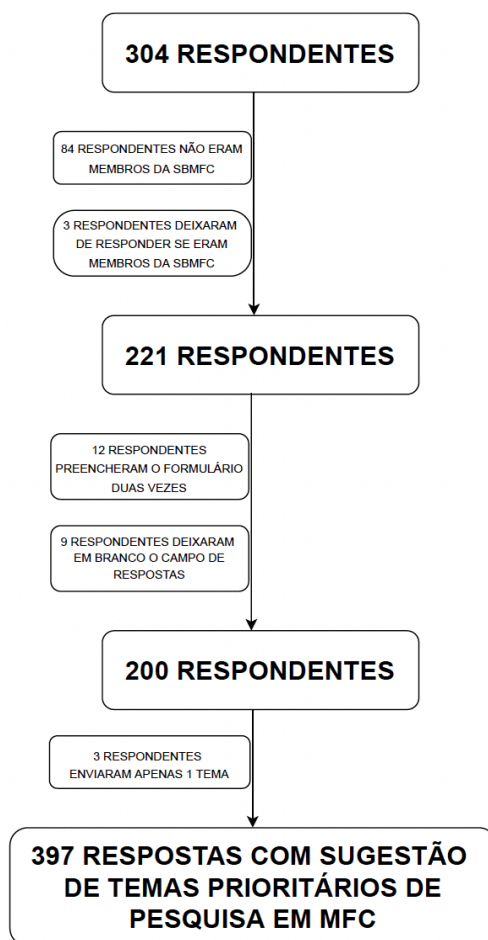 304 RESPONDENTES
84 RESPONDENTES NÃO ERAM
MEMBROS DA SBMFC
3 RESPONDENTES DEIXARAM
DE RESPONDER SE ERAM
MEMBROS DA SBMFC
221 RESPONDENTES
12 RESPONDENTES
PREENCHERAM O FORMULÁRIO
DUAS VEZES
9 RESPONDENTES DEIXARAM
EM BRANCO O CAMPO DE
RESPOSTAS
200 RESPONDENTES
3 RESPONDENTES
ENVIARAM APENAS 1 TEMA
397 RESPOSTAS COM SUGESTÃO
DE TEMAS PRIORITÁRIOS DE
PESQUISA EM MFC